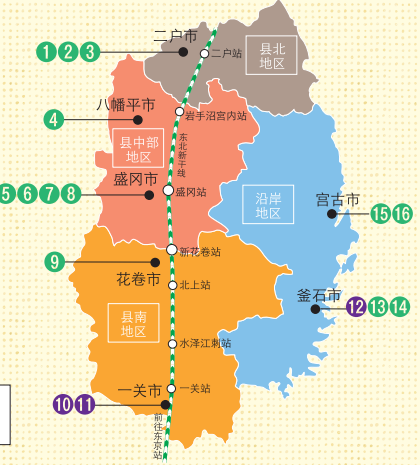 二户市
① ② ③
二户站
县北
地区
八幡平市
④
岩手沼宫内站
县中部
地区
东北新干线
盛冈市
⑤ ⑥ ⑦ ⑧
盛冈站
沿岸
地区
宫古市
⑮ ⑯
新花卷站
⑨
花卷市
北上站
釜石市
⑫ ⑬ ⑭
县南
地区
水泽江刺站
一关市
一关站
⑩ ⑪
前往东京站